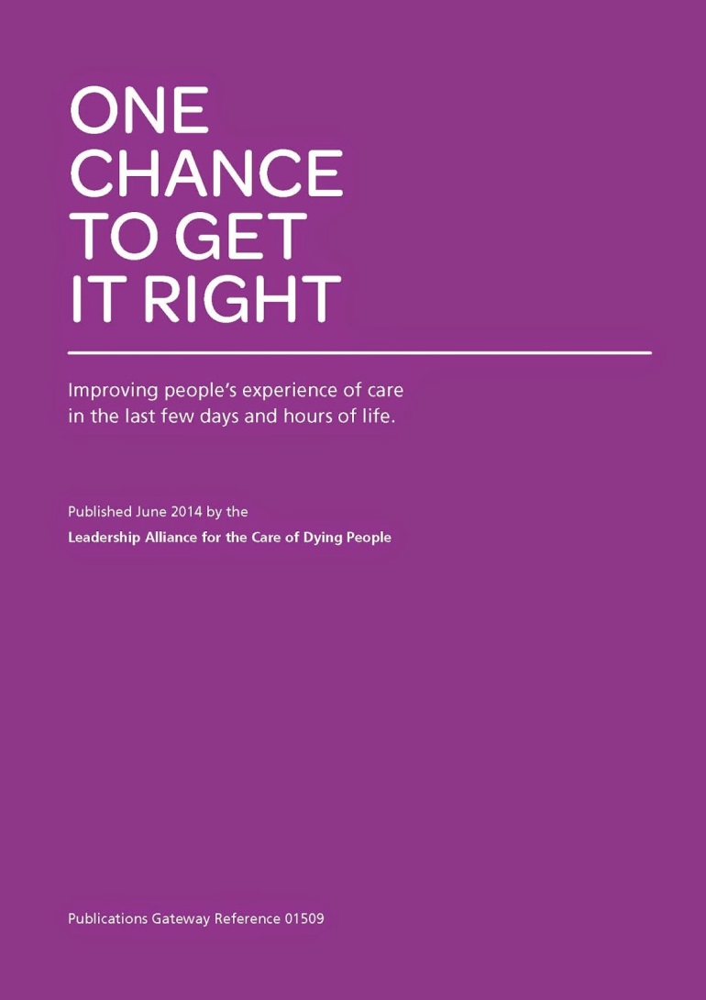 ONE
CHANCE
TO GET
IT RIGHT
Improving people’s experience of care
in the last few days and hours of life.
Published June 2014 by the
Leadership Alliance for the Care of Dying People
Publications Gateway Reference 01509